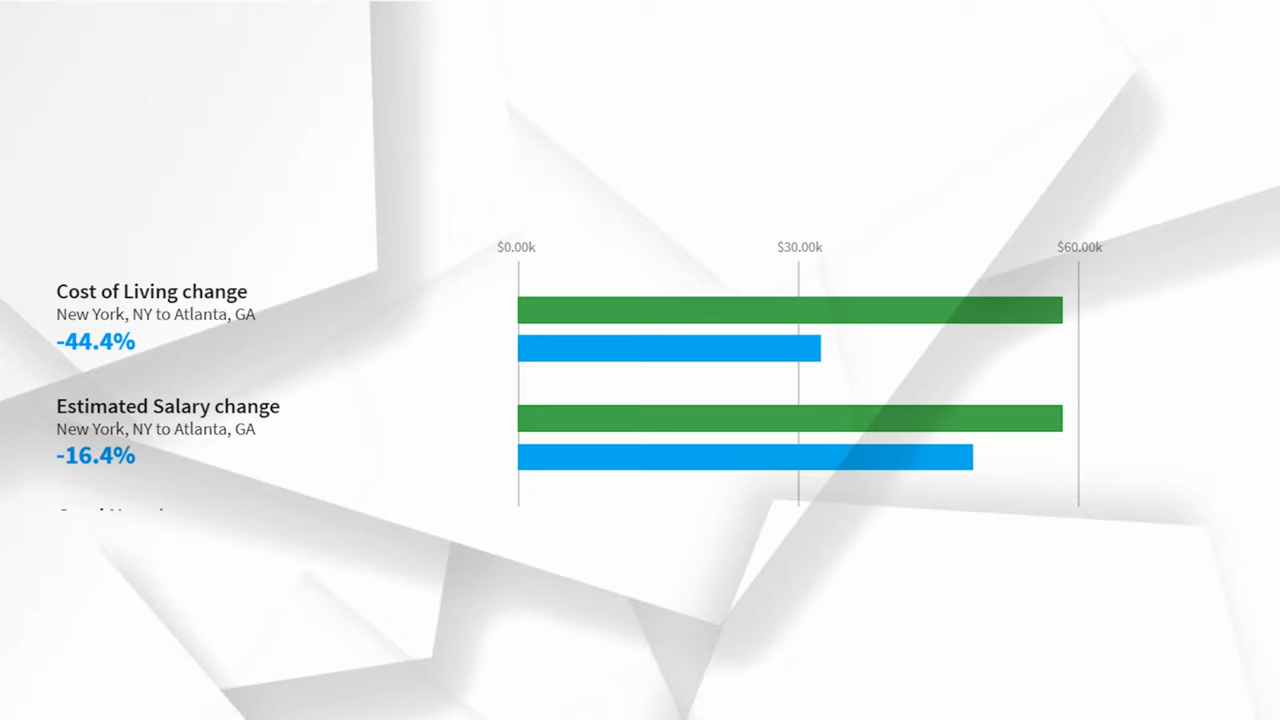 $0.00k $30.00k $60.00k
Cost of Living change
New York, NY to Atlanta, GA
-44.4%
Estimated Salary change
New York, NY to Atlanta, GA
-16.4%